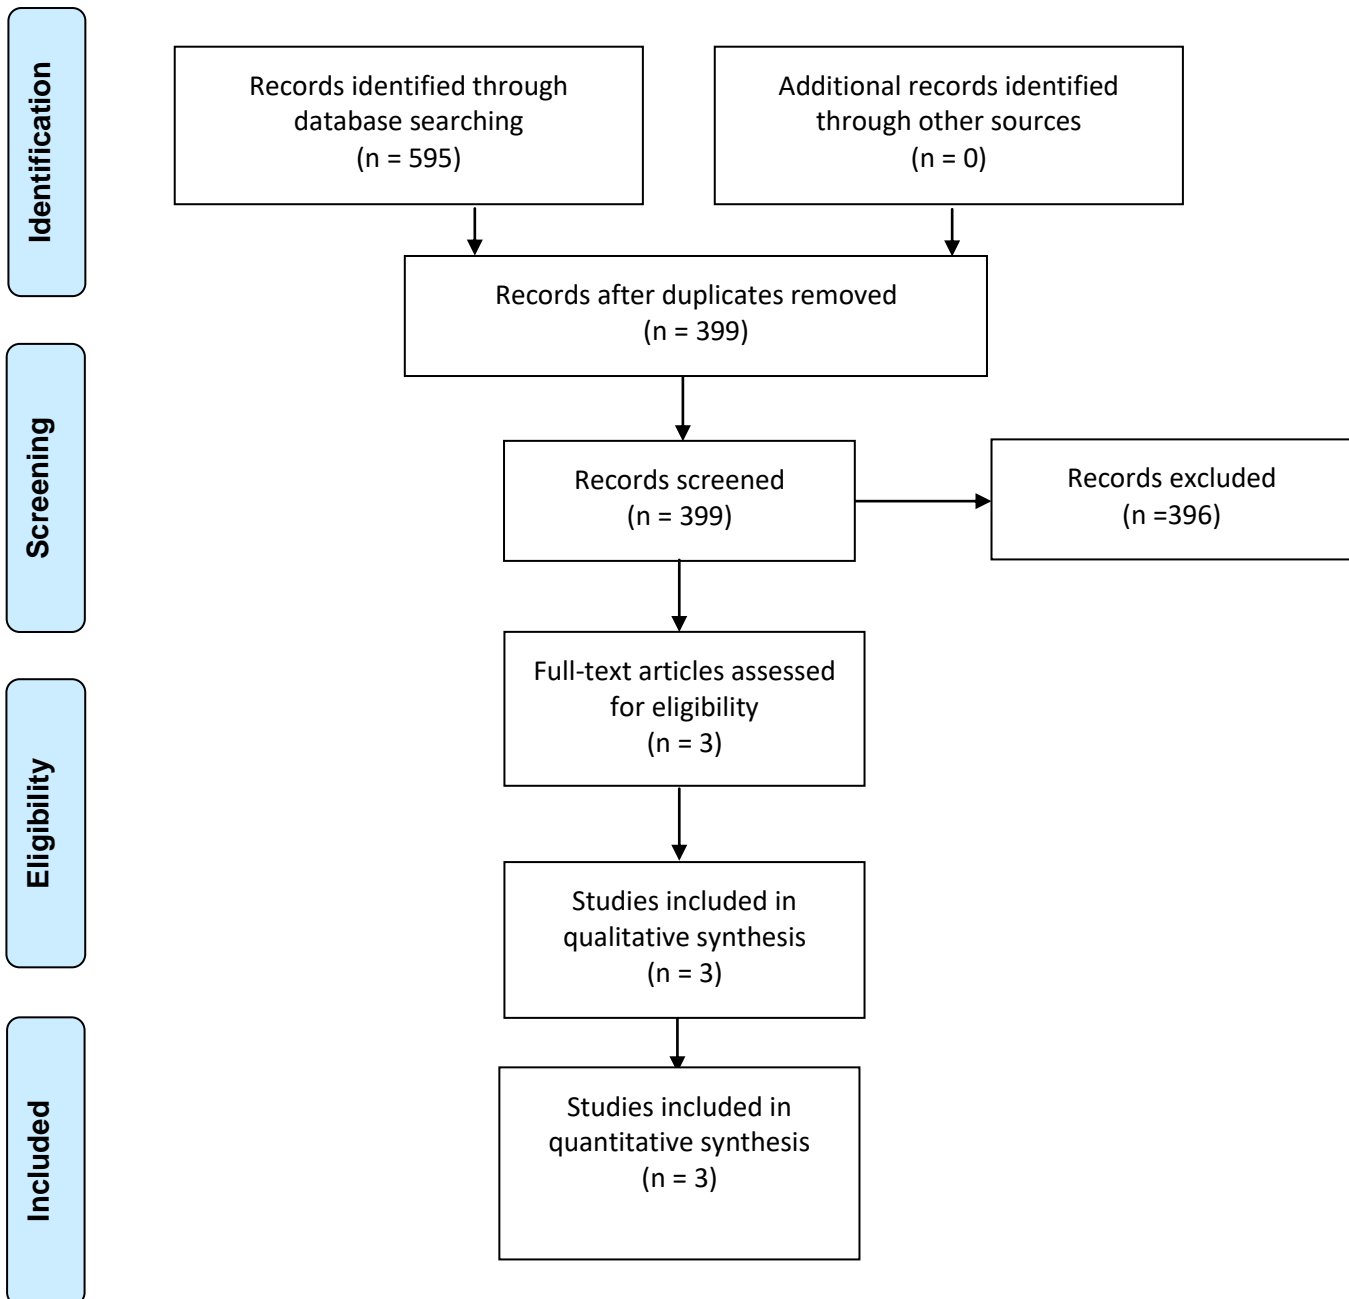 Identification
Records identified through
database searching
(n = 595)
Additional records identified
through other sources
(n = 0)
Records after duplicates removed
(n = 399)
Screening
Records screened
(n = 399)
Records excluded
(n =396)
Full-text articles assessed
for eligibility
(n = 3)
Eligibility
Studies included in
qualitative synthesis
(n = 3)
Included
Studies included in
quantitative synthesis
(n = 3)